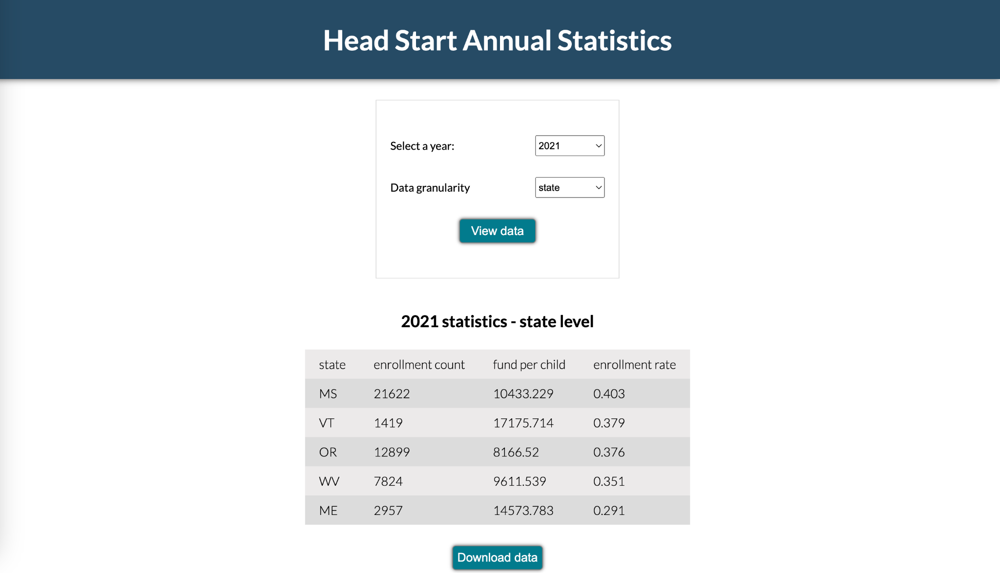 Head Start Annual Statistics
Select a year: 2021
Data granularity state
View data
2021 statistics - state level
state enrollment count fund per child enrollment rate
MS 21622 10433.229 0.403
VT 1419 17175.714 0.379
OR 12899 8166.52 0.376
WV 7824 9611.539 0.351
ME 2957 14573.783 0.291
Download data